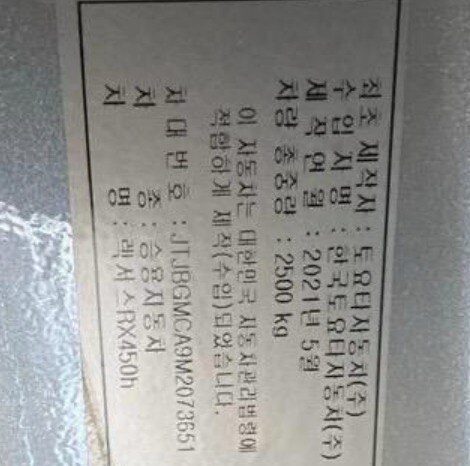 최초 제작사 : 토요타자동차(주)
수입자명 : 한국토요타자동차(주)
제작연월 : 2021년 5월
차량 총중량 : 2500 kg
이 자동차는 대한민국 자동차관리법령에
적합하게 제작(수입)되었습니다.
차대번호 : JTJBGMCA9M2073651
차 종 : 승용자동차
차 명 : 렉서스RX450h